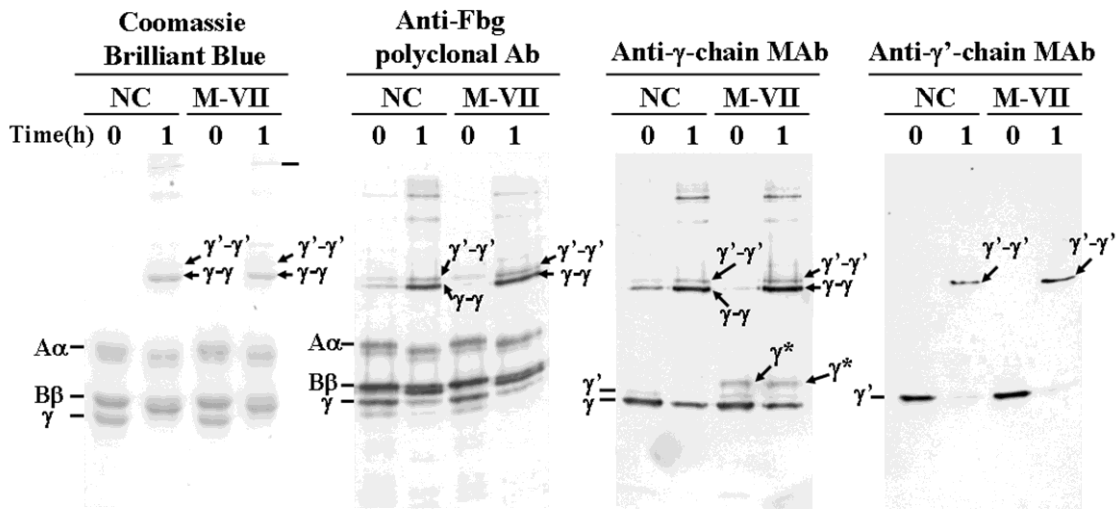 Coomassie
Brilliant Blue
Anti-Fbg
polyclonal Ab
Anti-γ-chain MAb
Anti-γ’-chain MAb
NC M-VII NC M-VII NC M-VII NC M-VII
Time(h) 0 1 0 1 0 1 0 1 0 1 0 1 0 1 0 1
γ’-γ’ γ’-γ’ γ’-γ’ γ’-γ’ γ’-γ’ γ’-γ’ γ’-γ’ γ’-γ’
γ-γ γ-γ γ-γ γ-γ γ-γ γ-γ
Aα Aα
γ* γ*
Bβ Bβ γ’ γ’
γ γ γ